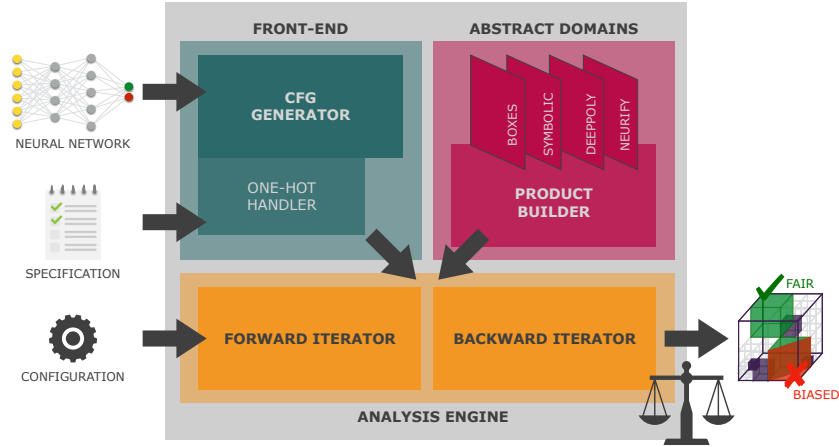 FRONT-END
ABSTRACT DOMAINS
CFG
GENERATOR
BOXES
SYMBOLIC
DEEPPOLY
NEURIFY
NEURAL NETWORK
ONE-HOT
HANDLER
PRODUCT
BUILDER
SPECIFICATION
FAIR
FORWARD ITERATOR
BACKWARD ITERATOR
CONFIGURATION
BIASED
ANALYSIS ENGINE